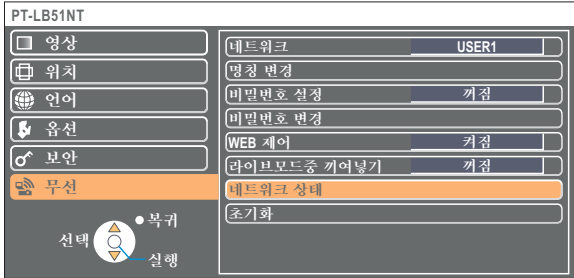 PT-LB51NT
영상
위치
언어
옵션
보안
무선
복귀
선택
실행
네트워크 USER1
명칭 변경
비밀번호 설정 꺼짐
비밀번호 변경
WEB 제어 켜짐
라이브모드중 끼어넣기 꺼짐
네트워크 상태
초기화